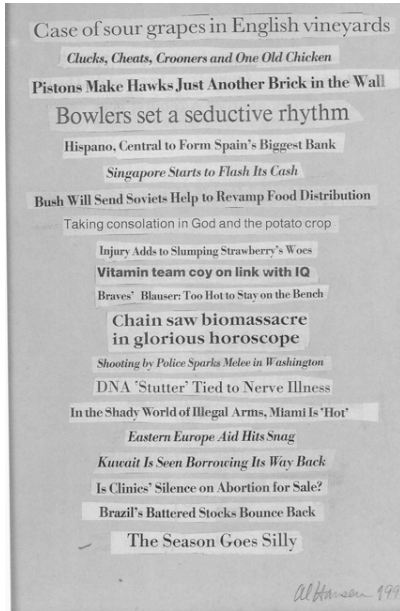 Case of sour grapes in English vineyards
Clucks, Cheats, Crooners and One Old Chicken
Pistons Make Hawks Just Another Brick in the Wall
Bowlers set a seductive rhythm
Hispano, Central to Form Spain's Biggest Bank
Singapore Starts to Flash Its Cash
Bush Will Send Soviets Help to Revamp Food Distribution
Taking consolation in God and the potato crop
Injury Adds to Slumping Strawberry's Woes
Vitamin team coy on link with IQ
Braves' Blauser: Too Hot to Stay on the Bench
Chain saw biomassacre
in glorious horoscope
Shooting by Police Sparks Melee in Washington
DNA 'Stutter' Tied to Nerve Illness
In the Shady World of Illegal Arms, Miami Is 'Hot'
Eastern Europe Aid Hits Snag
Kuwait Is Seen Borrowing Its Way Back
Is Clinics' Silence on Abortion for Sale?
Brazil's Battered Stocks Bounce Back
The Season Goes Silly
Al Hansen